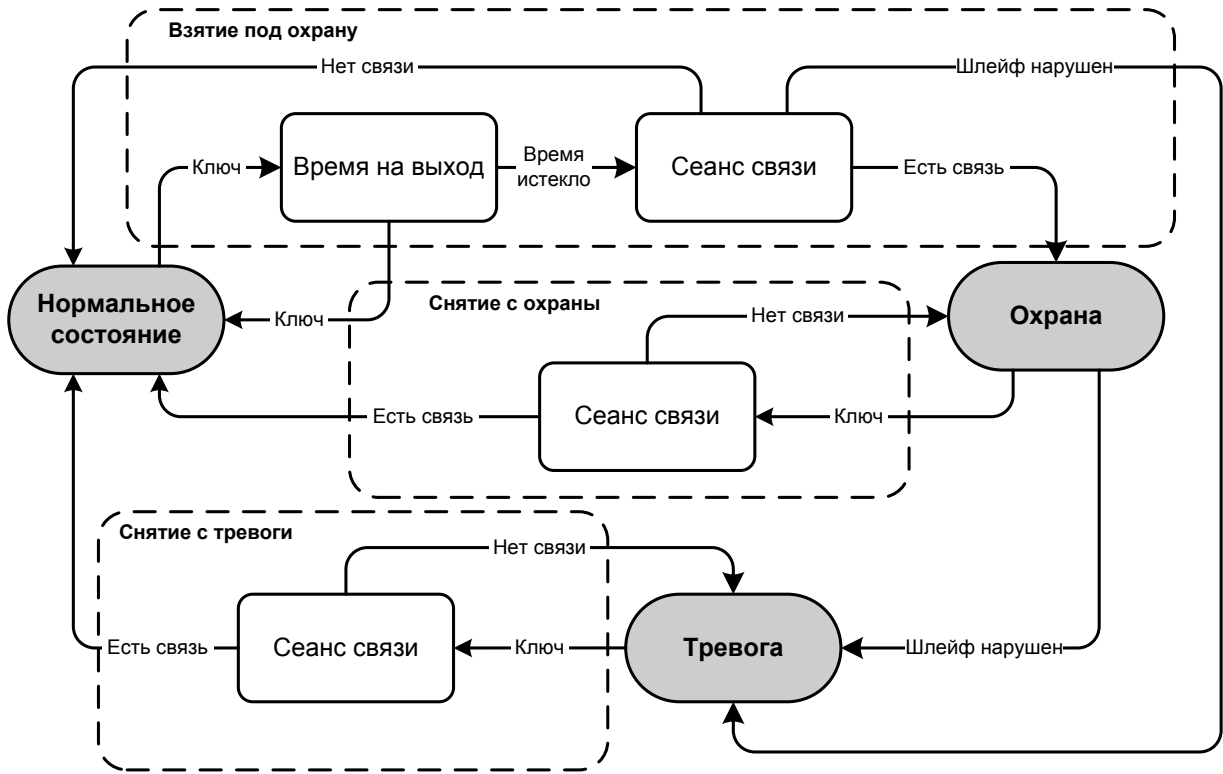 Взятие под охрану
Нет связи
Шлейф нарушен
Ключ
Время на выход
Время
истекло
Сеанс связи
Есть связь
Нормальное
состояние
Ключ
Снятие с охраны
Нет связи
Охрана
Есть связь
Сеанс связи
Ключ
Снятие с тревоги
Нет связи
Есть связь
Сеанс связи
Ключ
Тревога
Шлейф нарушен